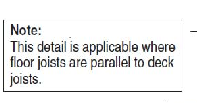 Note:
This detail is applicable where
floor joists are parallel to deck
joists.